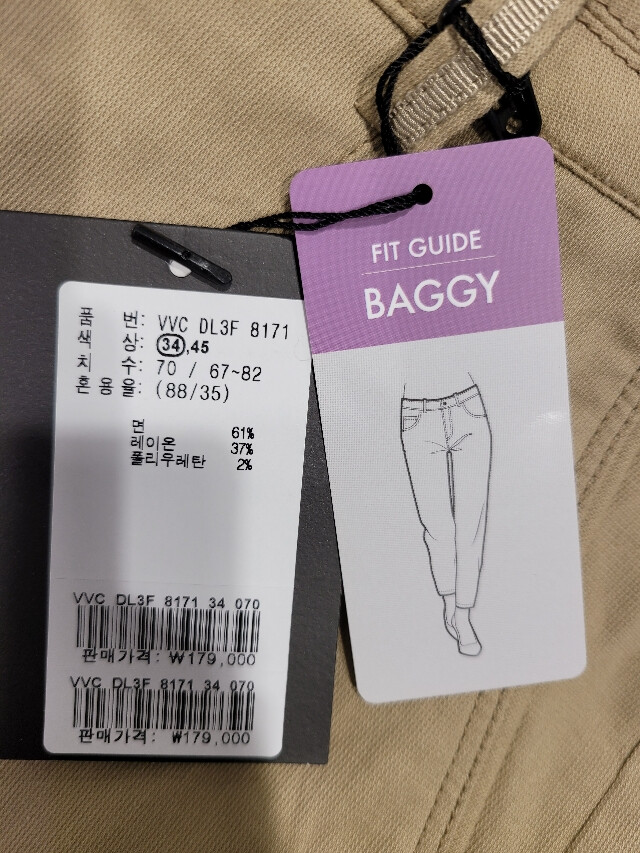 품 번: VVC DL3F 8171
색 상: 34,45
치 수: 70 / 67~82
혼용율: (88/35)
면 61%
레이온 37%
폴리우레탄 2%
VVC DL3F 8171 34 070
판매가격: ₩179,000
VVC DL3F 8171 34 070
판매가격: ₩179,000
FIT GUIDE
BAGGY